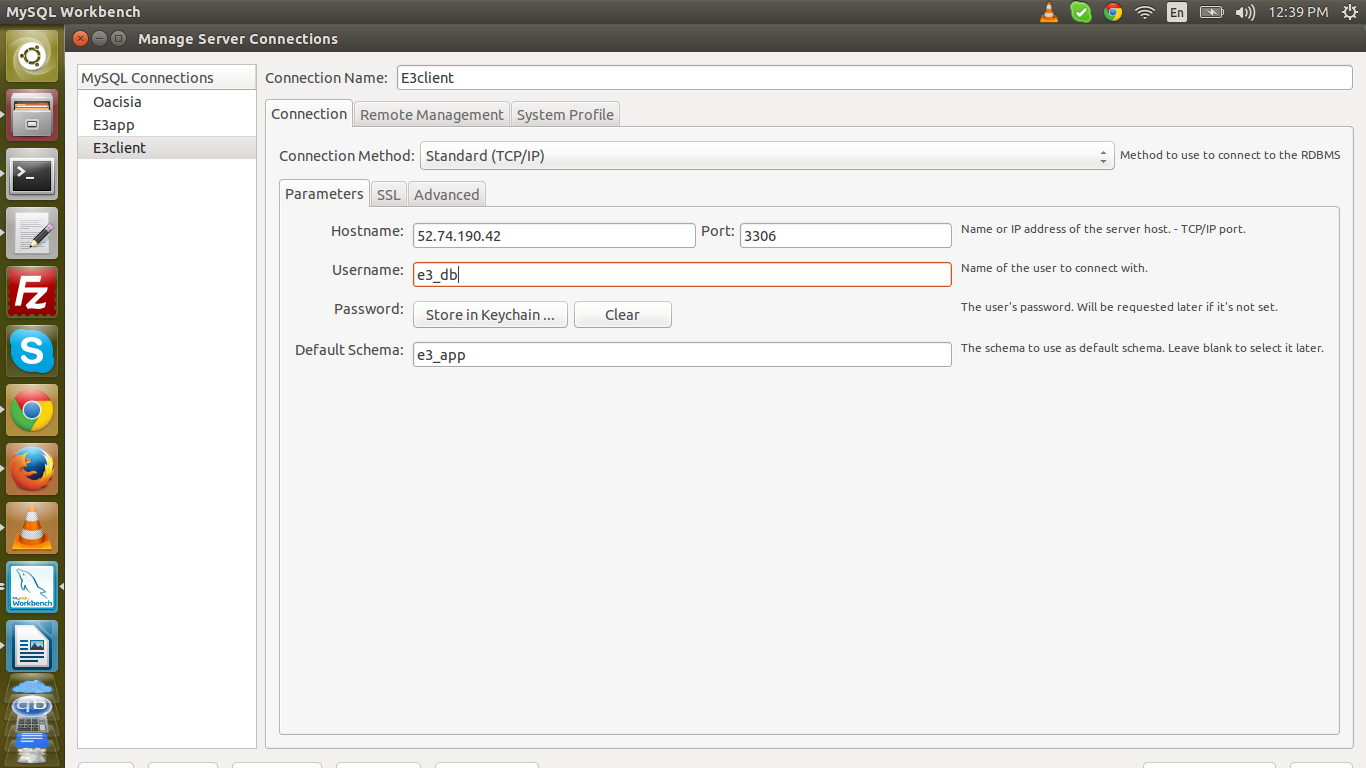 MySQL Workbench
En
12:39 PM
Manage Server Connections
MySQL Connections
Oacisia
E3app
E3client
Connection Name: E3client
Connection Remote Management System Profile
Connection Method: Standard (TCP/IP) Method to use to connect to the RDBMS
Parameters SSL Advanced
Hostname: 52.74.190.42 Port: 3306 Name or IP address of the server host. - TCP/IP port.
Username: e3_db Name of the user to connect with.
Password: Store in Keychain ... Clear The user's password. Will be requested later if it's not set.
Default Schema: e3_app The schema to use as default schema. Leave blank to select it later.
Fz
S
MySQL
Workbench
qb